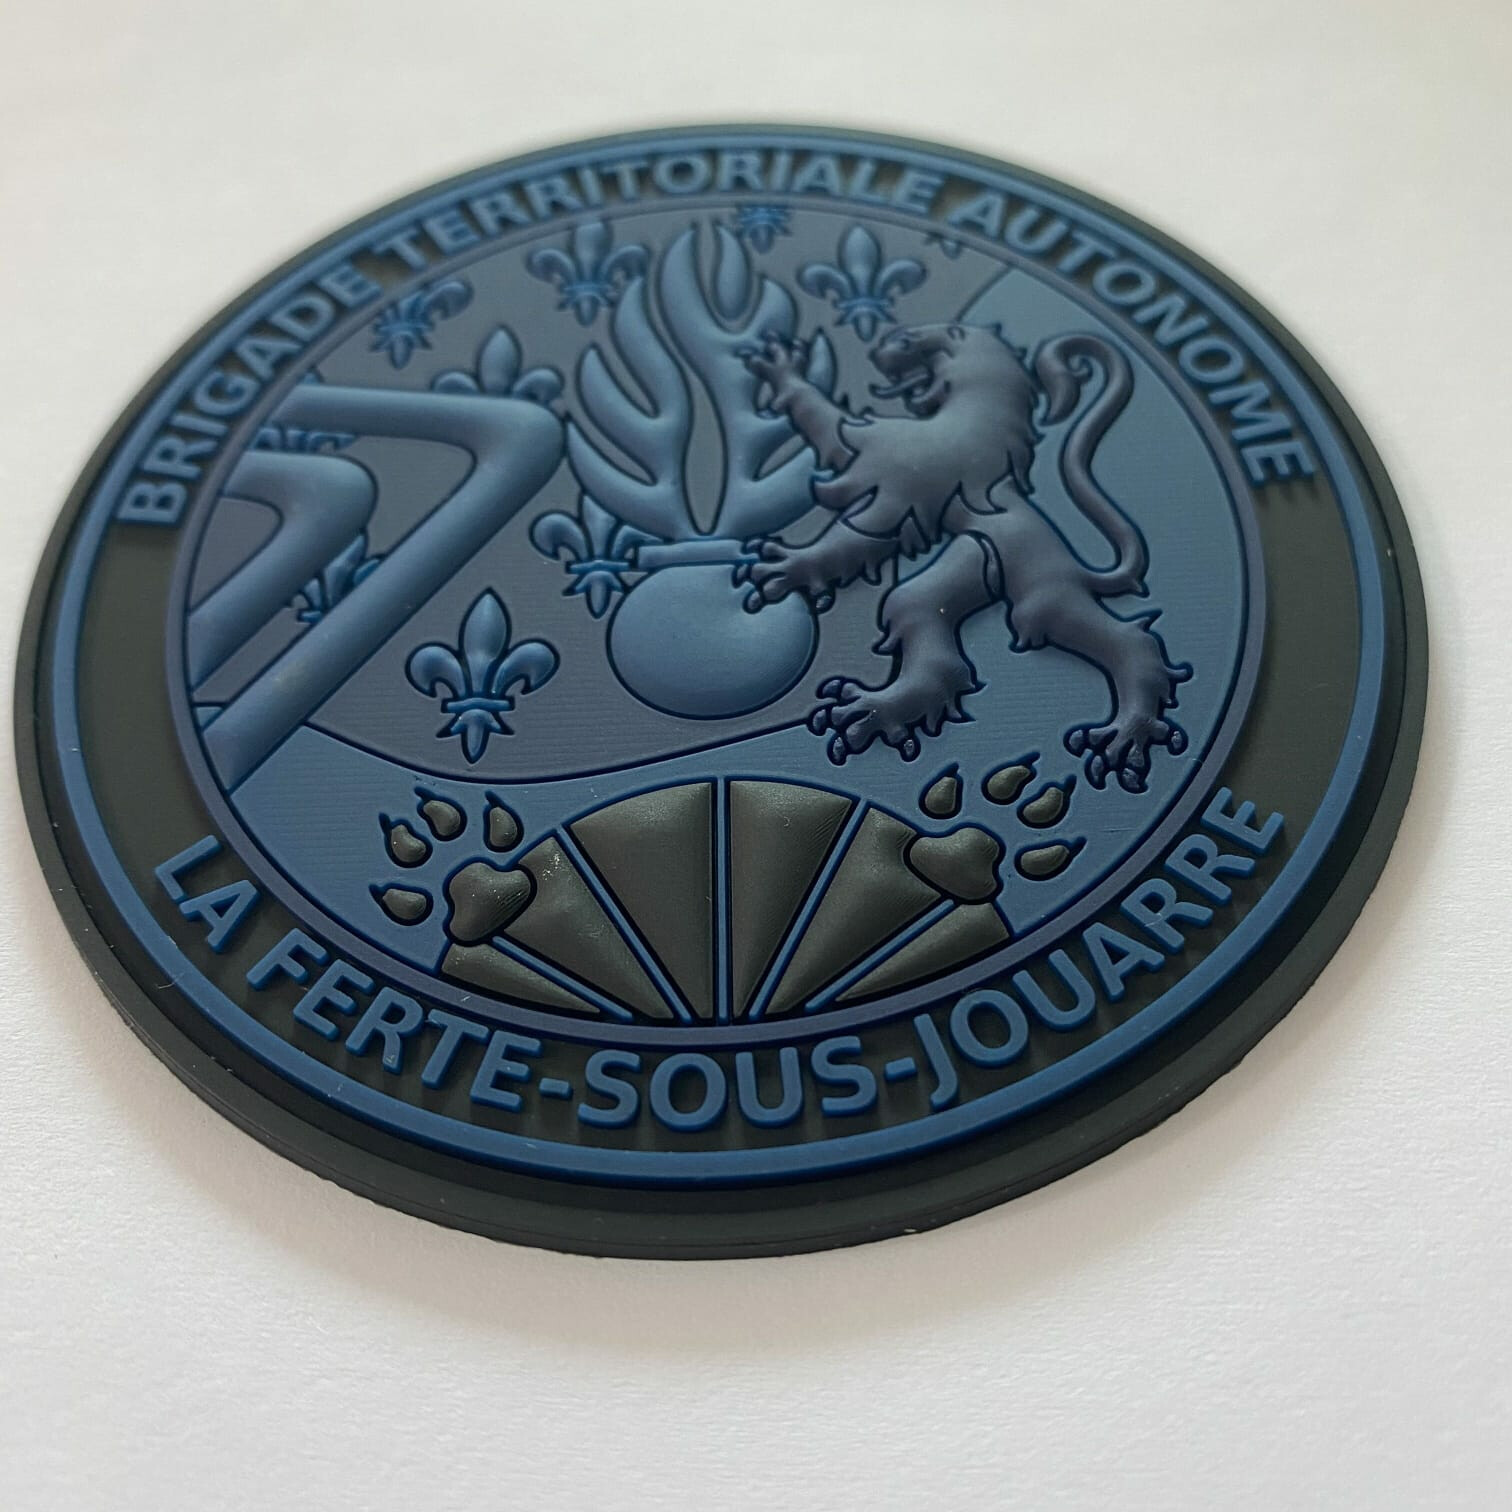 BRIGADE TERRITORIALE AUTONOME
LA FERTE-SOUS-JOUARRE